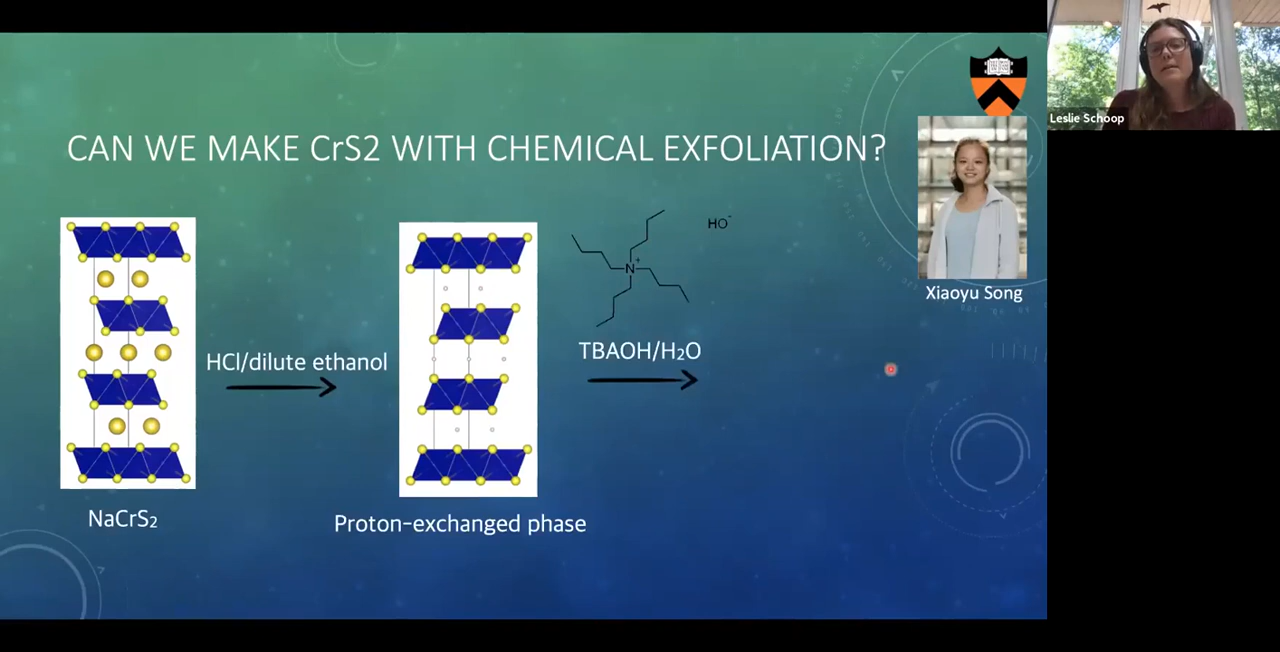 Leslie Schoop
CAN WE MAKE CrS2 WITH CHEMICAL EXFOLIATION?
Xiaoyu Song
HO⁻
N⁺
HCl/dilute ethanol
TBAOH/H₂O
NaCrS₂
Proton-exchanged phase